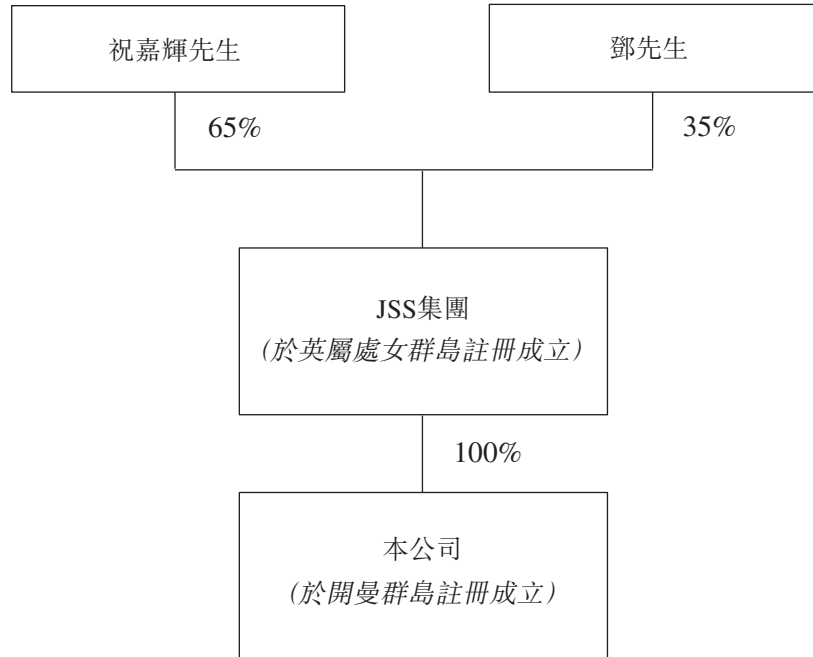 祝嘉輝先生
鄧先生
65%
35%
JSS集團
(於英屬處女群島註冊成立)
100%
本公司
(於開曼群島註冊成立)